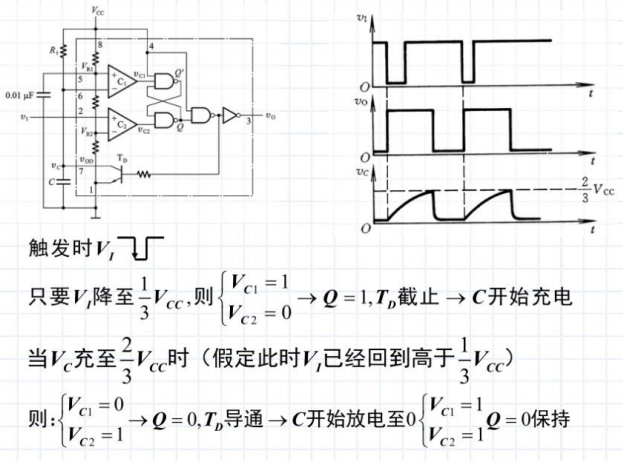 V_CC
R_1
8
4
V_R1
5
v_C1
Q'
C_1
6
0.01 μF
v_I
2
C_2
V_R2
v_C2
Q
3
v_O
v_C
v_OD
T_D
7
C
1
v_I
O
t
v_O
O
t
v_C
2/3 V_CC
O
t
触发时V_I
只要V_I降至1/3 V_CC,则{V_C1 = 1 V_C2 = 0 → Q = 1,T_D截止 → C开始充电
当V_C充至2/3 V_CC时（假定此时V_I已经回到高于1/3 V_CC）
则:{V_C1 = 0 V_C2 = 1 → Q = 0,T_D导通 → C开始放电至0{V_C1 = 1 V_C2 = 1 Q = 0保持